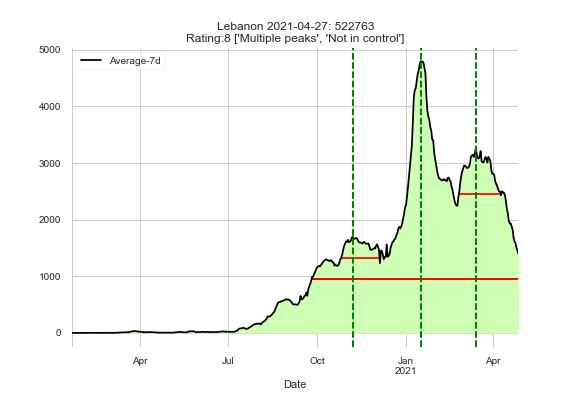 Lebanon 2021-04-27: 522763
Rating:8 ['Multiple peaks', 'Not in control']
Average-7d
5000
4000
3000
2000
1000
0
Apr
Jul
Oct
Jan
2021
Apr
Date